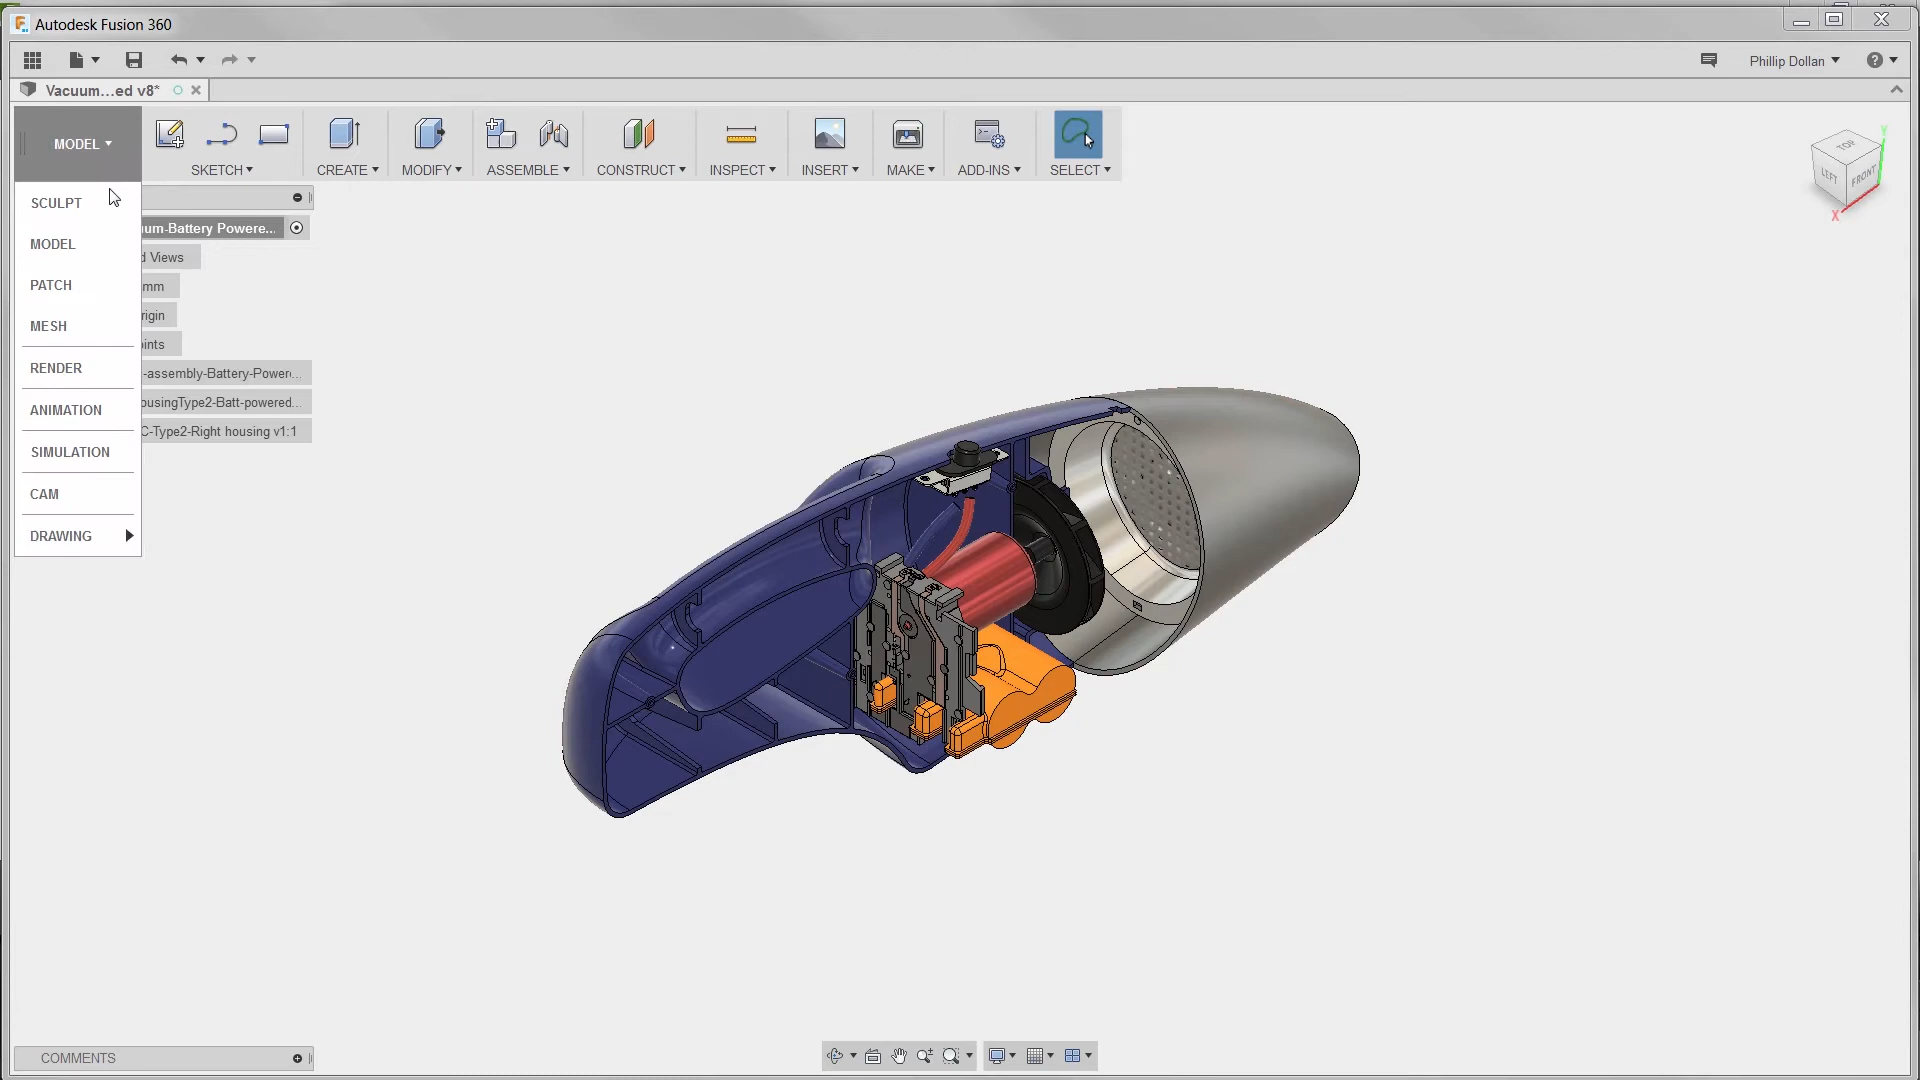 Autodesk Fusion 360
Phillip Dollan
Vacuum...ed v8*
MODEL
SKETCH
CREATE
MODIFY
ASSEMBLE
CONSTRUCT
INSPECT
INSERT
MAKE
ADD-INS
SELECT
TOP
LEFT
FRONT
Y
X
SCULPT
MODEL
PATCH
MESH
RENDER
ANIMATION
SIMULATION
CAM
DRAWING
uum-Battery Powere...
d Views
mm
rigin
oints
-assembly-Battery-Power...
ousingType2-Batt-powered...
C-Type2-Right housing v1:1
COMMENTS